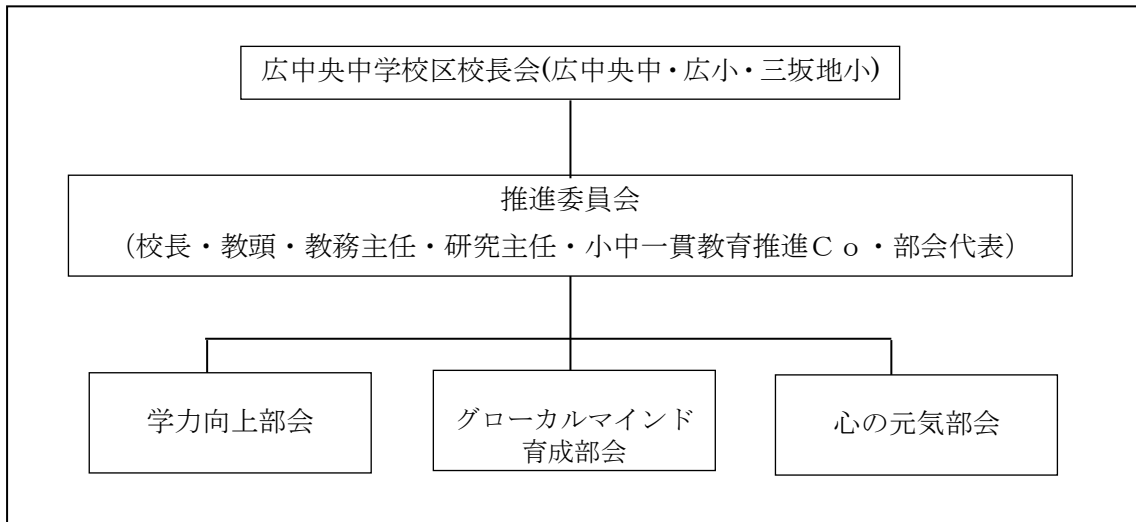 広中央中学校区校長会(広中央中・広小・三坂地小)
推進委員会
（校長・教頭・教務主任・研究主任・小中一貫教育推進Ｃｏ・部会代表）
学力向上部会
グローカルマインド
育成部会
心の元気部会